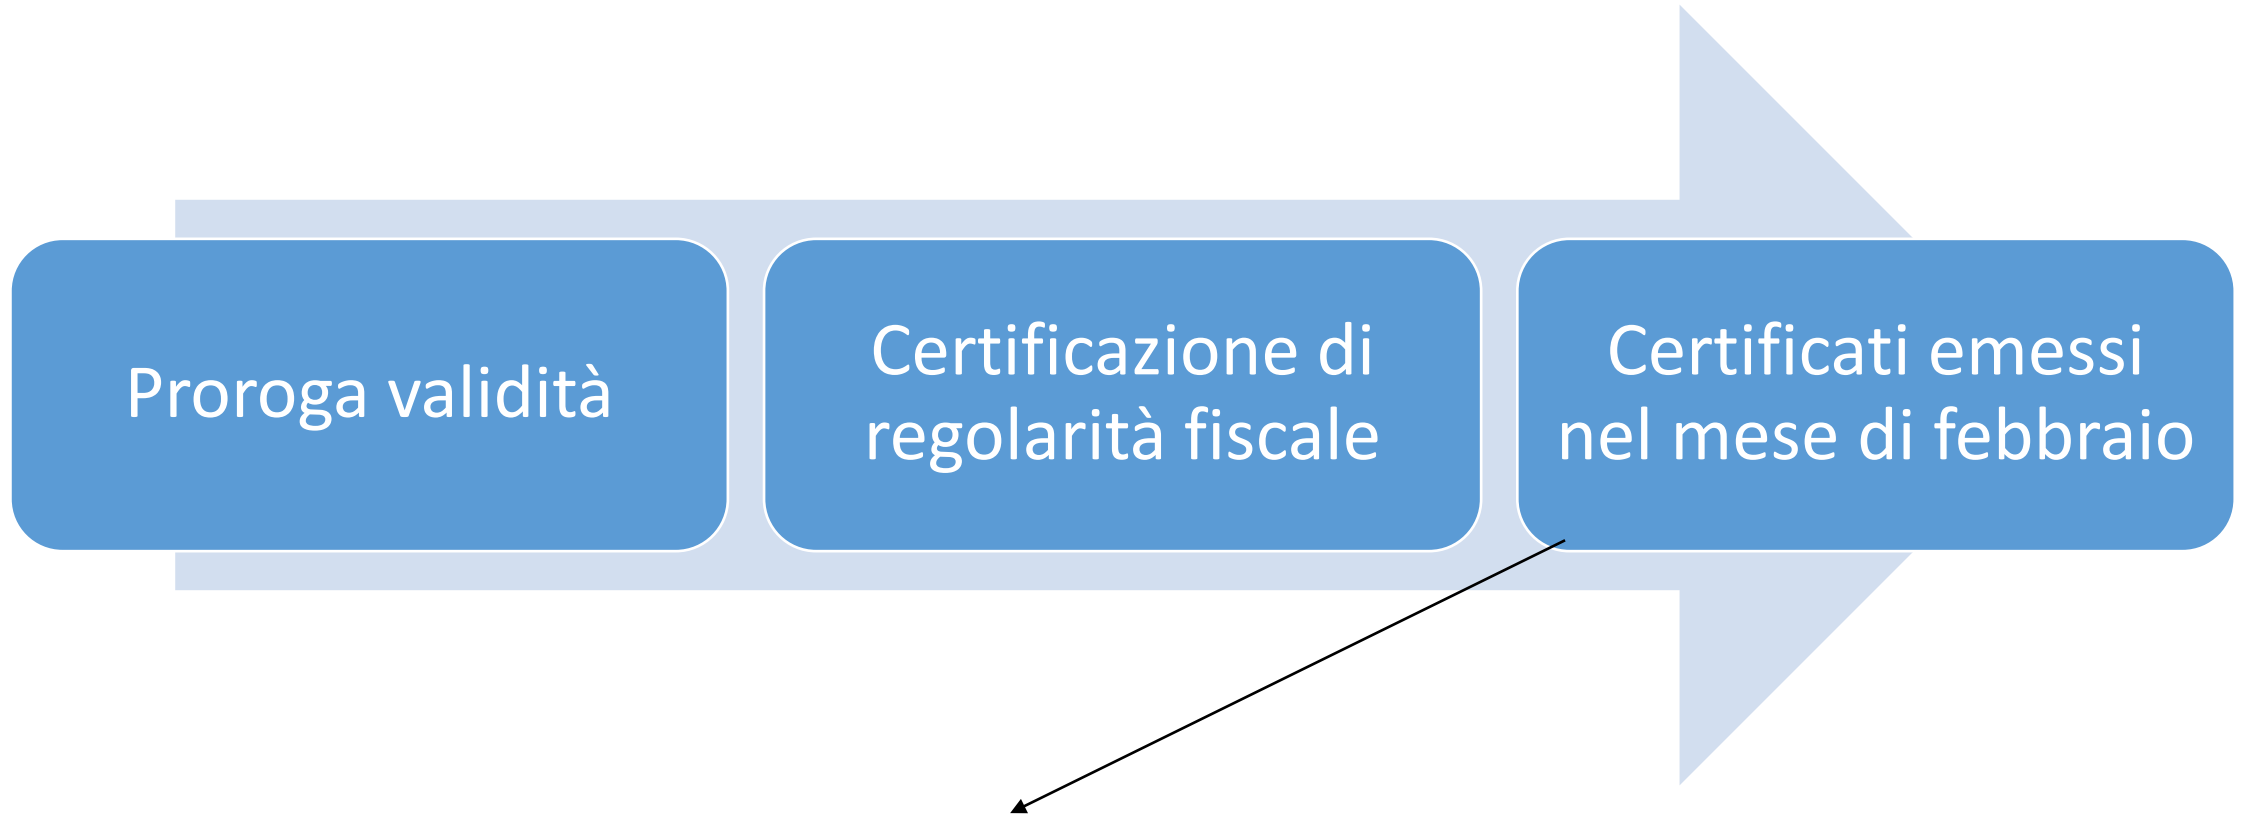 Proroga validità
Certificazione di
regolarità fiscale
Certificati emessi
nel mese di febbraio